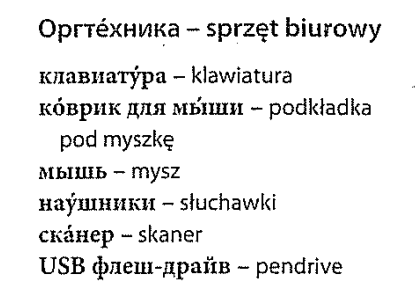 Оргте́хника – sprzęt biurowy
клавиату́ра – klawiatura
ко́врик для мы́ши – podkładka
pod myszkę
мышь – mysz
нау́шники – słuchawki
ска́нер – skaner
USB флеш-драйв – pendrive